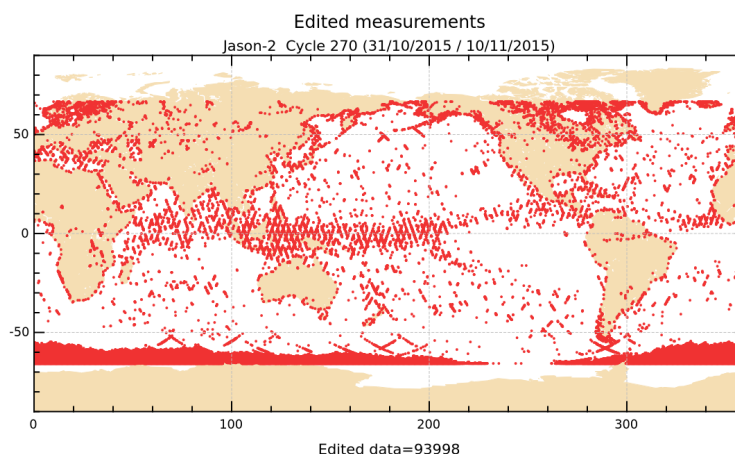 Edited measurements
Jason-2 Cycle 270 (31/10/2015 / 10/11/2015)
50
0
-50
0 100 200 300
Edited data=93998